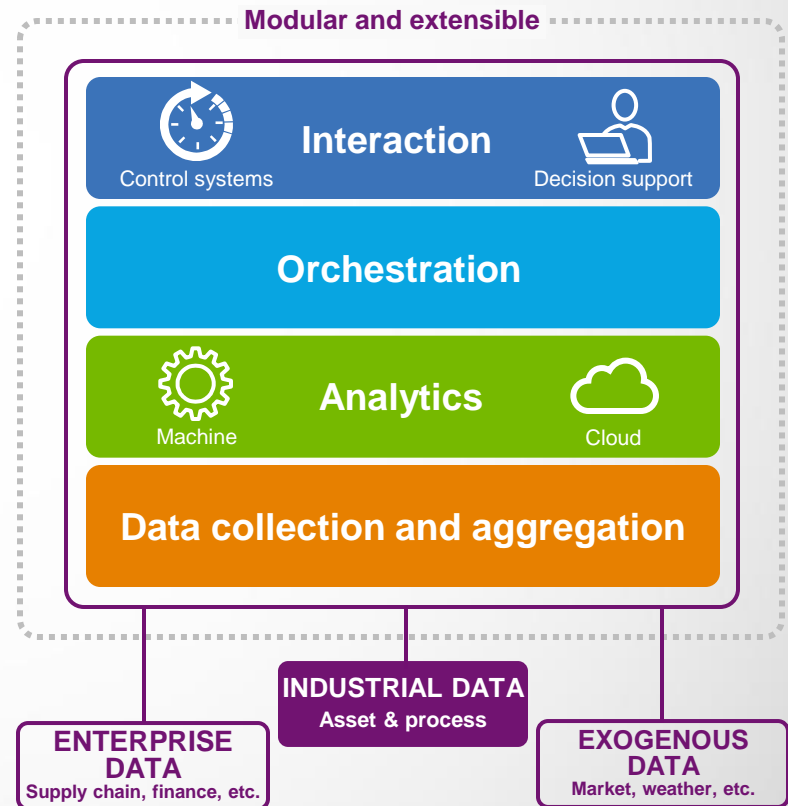 Modular and extensible
Interaction
Control systems
Decision support
Orchestration
Analytics
Machine
Cloud
Data collection and aggregation
INDUSTRIAL DATA
Asset & process
ENTERPRISE
DATA
Supply chain, finance, etc.
EXOGENOUS
DATA
Market, weather, etc.